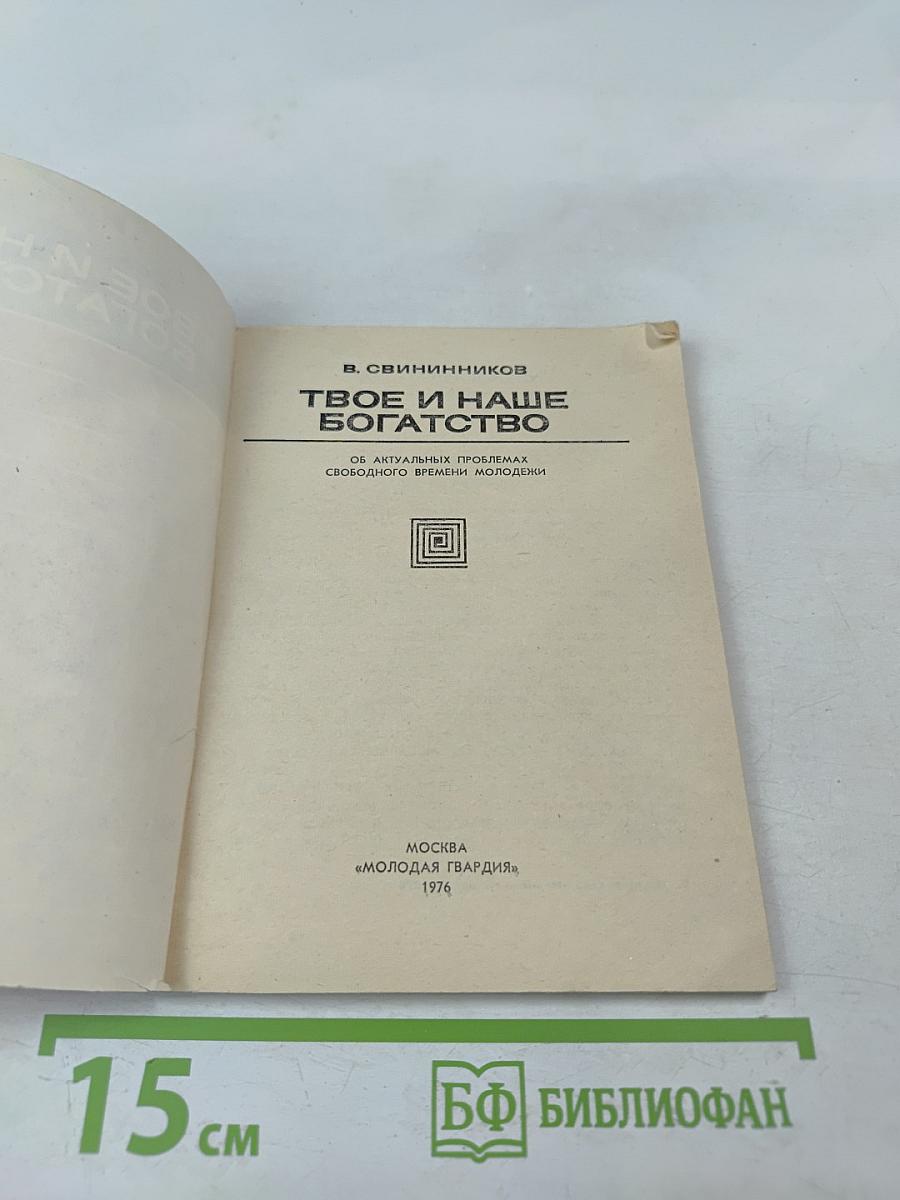 В. СВИНИННИКОВ
ТВОЕ И НАШЕ
БОГАТСТВО
ОБ АКТУАЛЬНЫХ ПРОБЛЕМАХ
СВОБОДНОГО ВРЕМЕНИ МОЛОДЕЖИ
МОСКВА
«МОЛОДАЯ ГВАРДИЯ»
1976
15 см
БФ БИБЛИОФАН